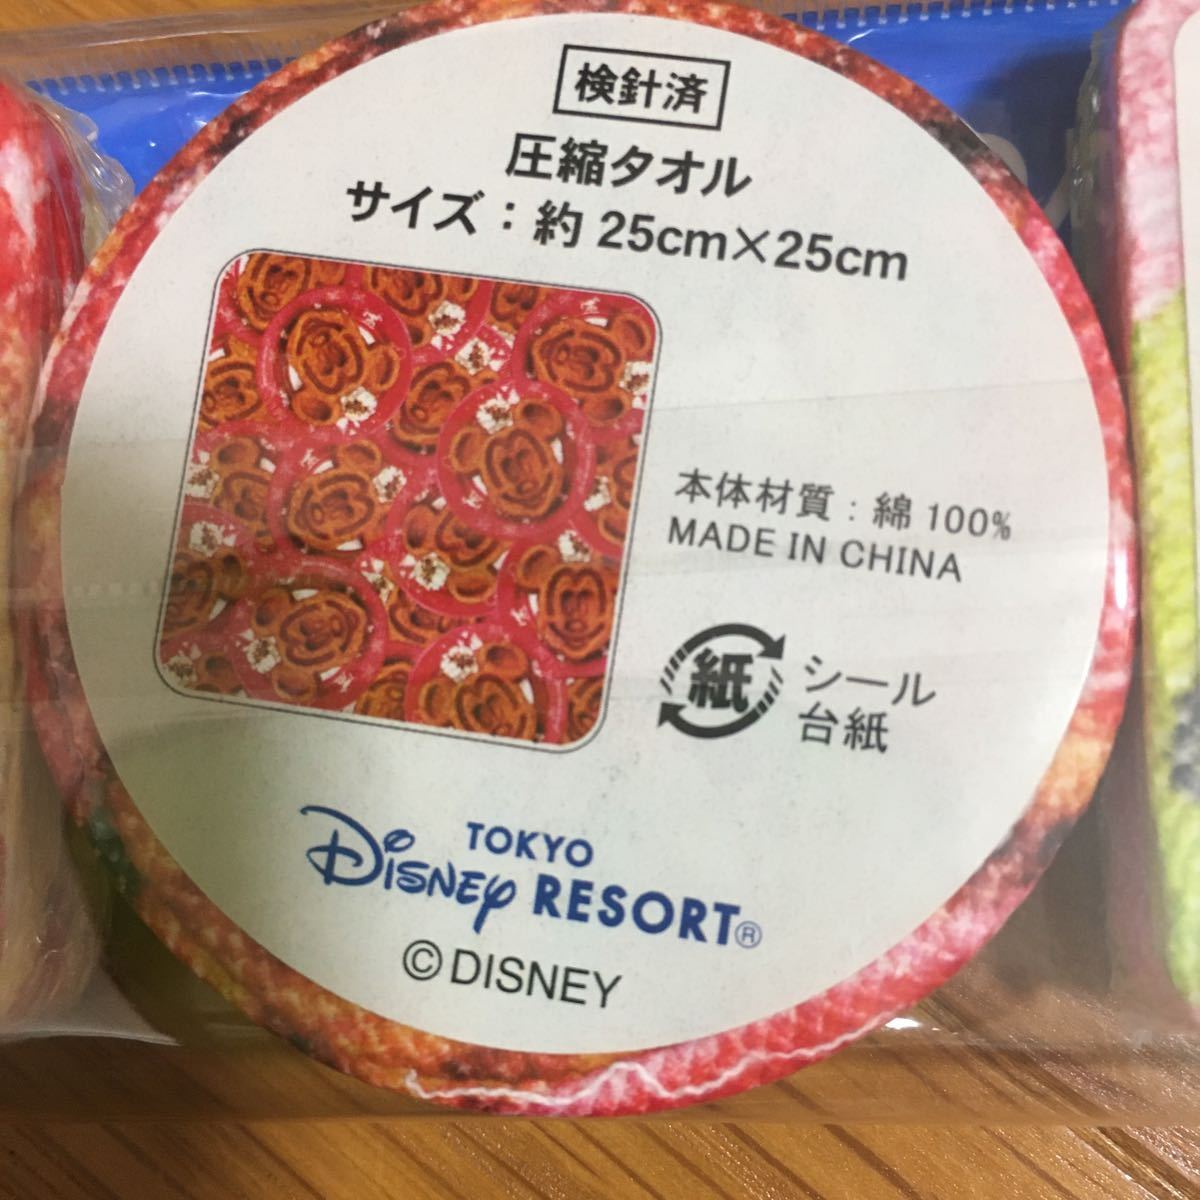 検針済
圧縮タオル
サイズ：約 25cm×25cm
本体材質：綿 100%
MADE IN CHINA
紙
シール
台紙
TOKYO
Disney RESORT®
©DISNEY